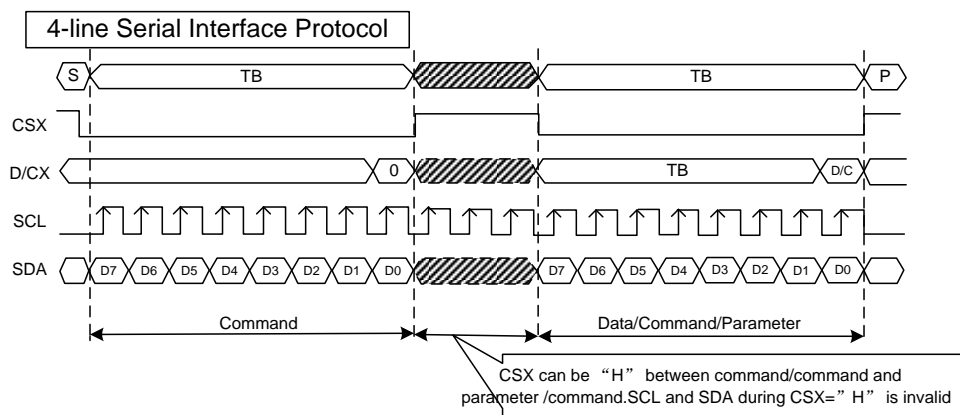 4-line Serial Interface Protocol
S TB TB P
CSX
D/CX 0 TB D/C
SCL
SDA D7 D6 D5 D4 D3 D2 D1 D0 D7 D6 D5 D4 D3 D2 D1 D0
Command Data/Command/Parameter
CSX can be “H” between command/command and
parameter /command.SCL and SDA during CSX=”H” is invalid